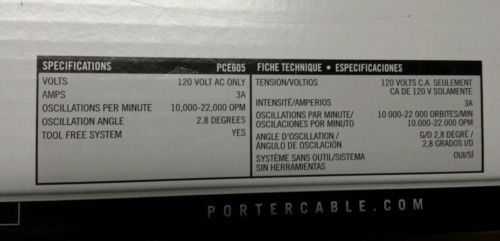 SPECIFICATIONS PCE605
VOLTS 120 VOLT AC ONLY
AMPS 3A
OSCILLATIONS PER MINUTE 10,000-22,000 OPM
OSCILLATION ANGLE 2.8 DEGREES
TOOL FREE SYSTEM YES
FICHE TECHNIQUE • ESPECIFICACIONES
TENSION/VOLTIOS 120 VOLTS C.A. SEULEMENT
CA DE 120 V SOLAMENTE
INTENSITÉ/AMPERIOS 3A
OSCILLATIONS PAR MINUTE/ 10 000-22 000 ORBITES/MIN
OSCILACIONES POR MINUTO 10.000-22.000 OPM
ANGLE D'OSCILLATION/ G/D 2,8 DEGRÉ /
ÁNGULO DE OSCILACIÓN 2,8 GRADOS I/D
SYSTÈME SANS OUTIL/SISTEMA OUI/SÍ
SIN HERRAMIENTAS
PORTERCABLE.COM